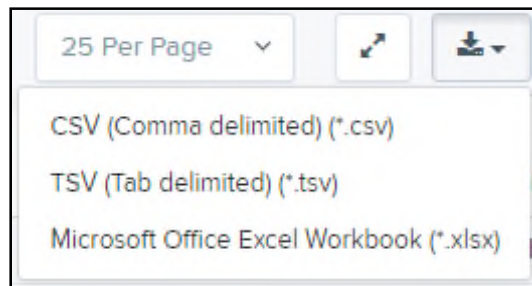 25 Per Page
CSV (Comma delimited) (*.csv)
TSV (Tab delimited) (*.tsv)
Microsoft Office Excel Workbook (*.xlsx)